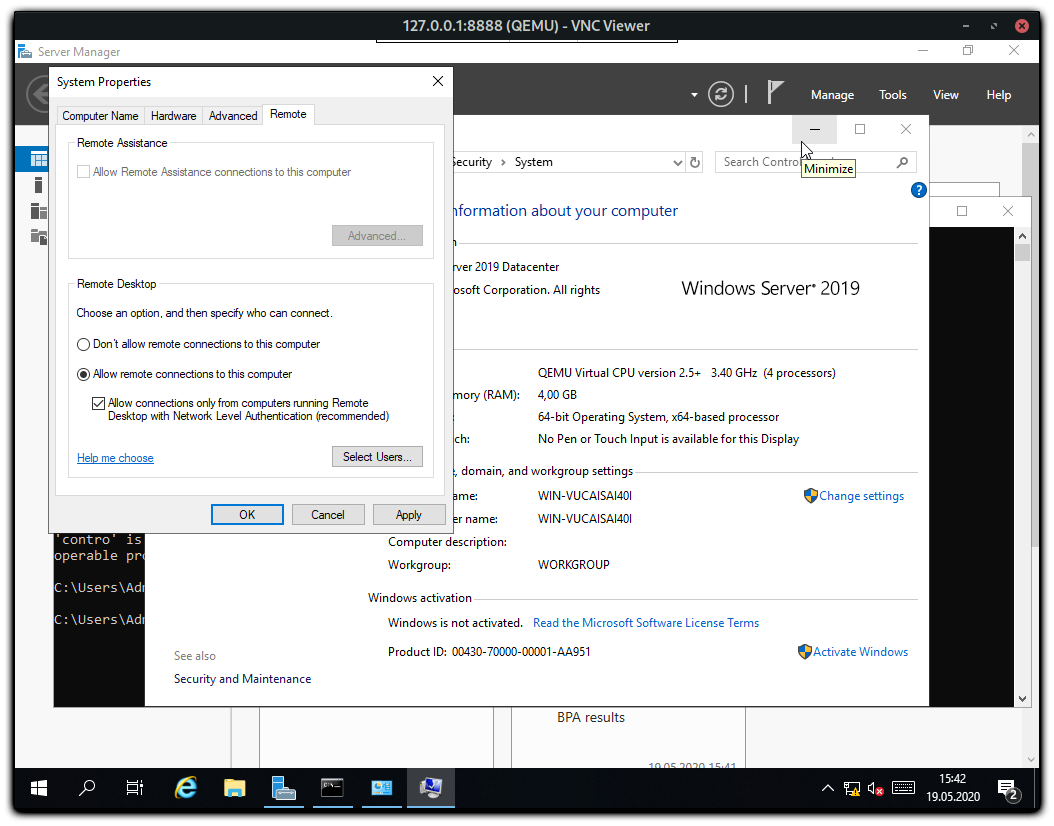 127.0.0.1:8888 (QEMU) - VNC Viewer
Server Manager
Manage Tools View Help
System Properties
Computer Name Hardware Advanced Remote
Remote Assistance
Allow Remote Assistance connections to this computer
Advanced...
Remote Desktop
Choose an option, and then specify who can connect.
Don't allow remote connections to this computer
Allow remote connections to this computer
Allow connections only from computers running Remote
Desktop with Network Level Authentication (recommended)
Help me choose
Select Users...
OK Cancel Apply
Security > System
Search Contro
Minimize
nformation about your computer
rver 2019 Datacenter
osoft Corporation. All rights
Windows Server® 2019
QEMU Virtual CPU version 2.5+ 3.40 GHz (4 processors)
mory (RAM): 4,00 GB
64-bit Operating System, x64-based processor
ch: No Pen or Touch Input is available for this Display
, domain, and workgroup settings
ame: WIN-VUCAISAI40I
Change settings
er name: WIN-VUCAISAI40I
Computer description:
Workgroup: WORKGROUP
Windows activation
Windows is not activated. Read the Microsoft Software License Terms
Product ID: 00430-70000-00001-AA951
Activate Windows
See also
Security and Maintenance
'contro' is
operable pro
C:\Users\Adm
C:\Users\Adm
BPA results
19.05.2020 15:41
15:42
19.05.2020
2